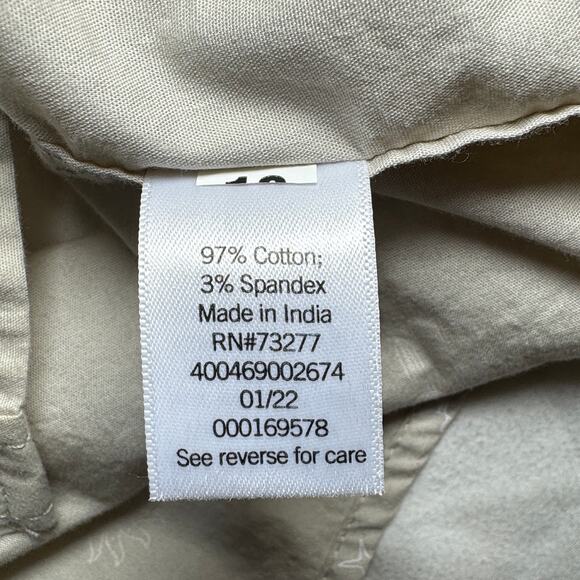 97% Cotton;
3% Spandex
Made in India
RN#73277
400469002674
01/22
000169578
See reverse for care